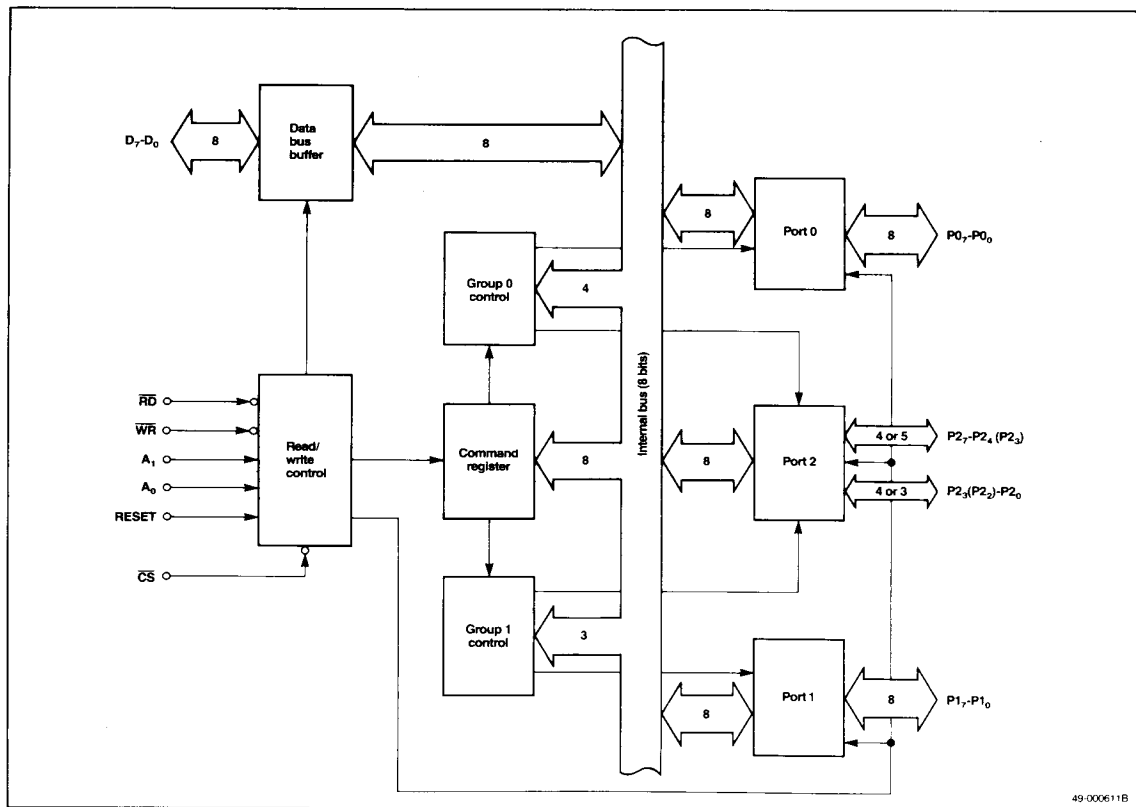 D7-D0
8
Data
bus
buffer
8
8
Port 0
8
P07-P00
Group 0
control
4
Internal bus (8 bits)
R̅D̅
W̅R̅
A1
A0
RESET
C̅S̅
Read/
write
control
Command
register
8
8
Port 2
4 or 5
P27-P24 (P23)
4 or 3
P23(P22)-P20
Group 1
control
3
8
Port 1
8
P17-P10
49-000611B